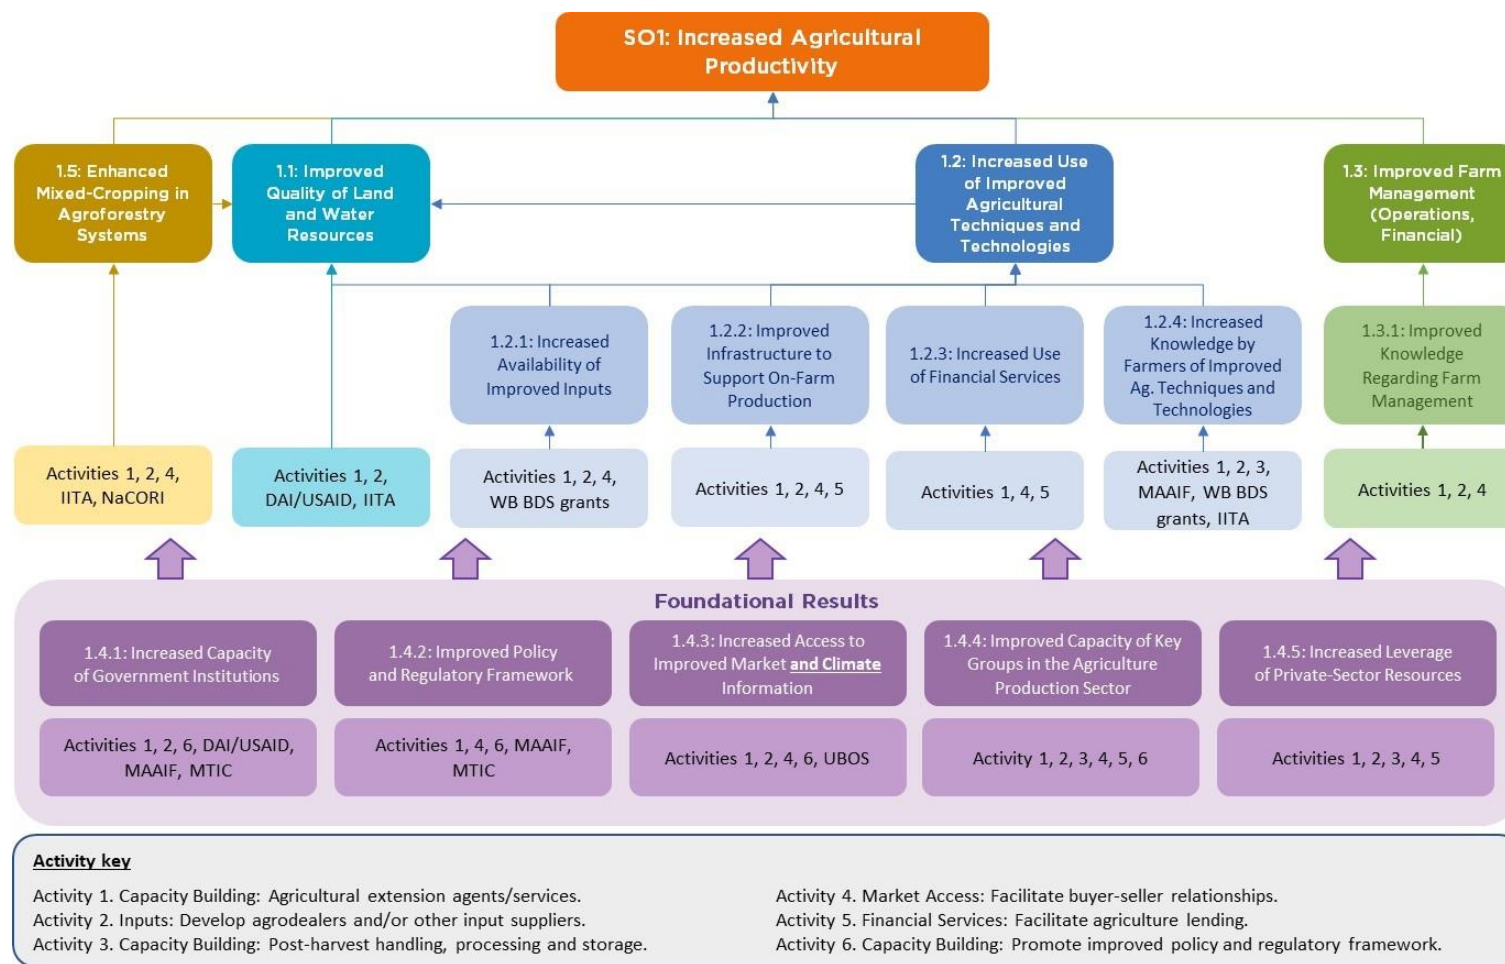 SO1: Increased Agricultural
Productivity
1.5: Enhanced
Mixed-Cropping in
Agroforestry
Systems
1.1: Improved
Quality of Land
and Water
Resources
1.2: Increased Use
of Improved
Agricultural
Techniques and
Technologies
1.3: Improved Farm
Management
(Operations,
Financial)
1.2.1: Increased
Availability of
Improved Inputs
1.2.2: Improved
Infrastructure to
Support On-Farm
Production
1.2.3: Increased Use
of Financial Services
1.2.4: Increased
Knowledge by
Farmers of Improved
Ag. Techniques and
Technologies
1.3.1: Improved
Knowledge
Regarding Farm
Management
Activities 1, 2, 4,
IITA, NaCORI
Activities 1, 2,
DAI/USAID, IITA
Activities 1, 2, 4,
WB BDS grants
Activities 1, 2, 4, 5
Activities 1, 4, 5
Activities 1, 2, 3,
MAAIF, WB BDS
grants, IITA
Activities 1, 2, 4
Foundational Results
1.4.1: Increased Capacity
of Government Institutions
1.4.2: Improved Policy
and Regulatory Framework
1.4.3: Increased Access to
Improved Market and Climate
Information
1.4.4: Improved Capacity of Key
Groups in the Agriculture
Production Sector
1.4.5: Increased Leverage
of Private-Sector Resources
Activities 1, 2, 6, DAI/USAID,
MAAIF, MTIC
Activities 1, 4, 6, MAAIF,
MTIC
Activities 1, 2, 4, 6, UBOS
Activity 1, 2, 3, 4, 5, 6
Activities 1, 2, 3, 4, 5
Activity key
Activity 1. Capacity Building: Agricultural extension agents/services.
Activity 2. Inputs: Develop agrodealers and/or other input suppliers.
Activity 3. Capacity Building: Post-harvest handling, processing and storage.
Activity 4. Market Access: Facilitate buyer-seller relationships.
Activity 5. Financial Services: Facilitate agriculture lending.
Activity 6. Capacity Building: Promote improved policy and regulatory framework.